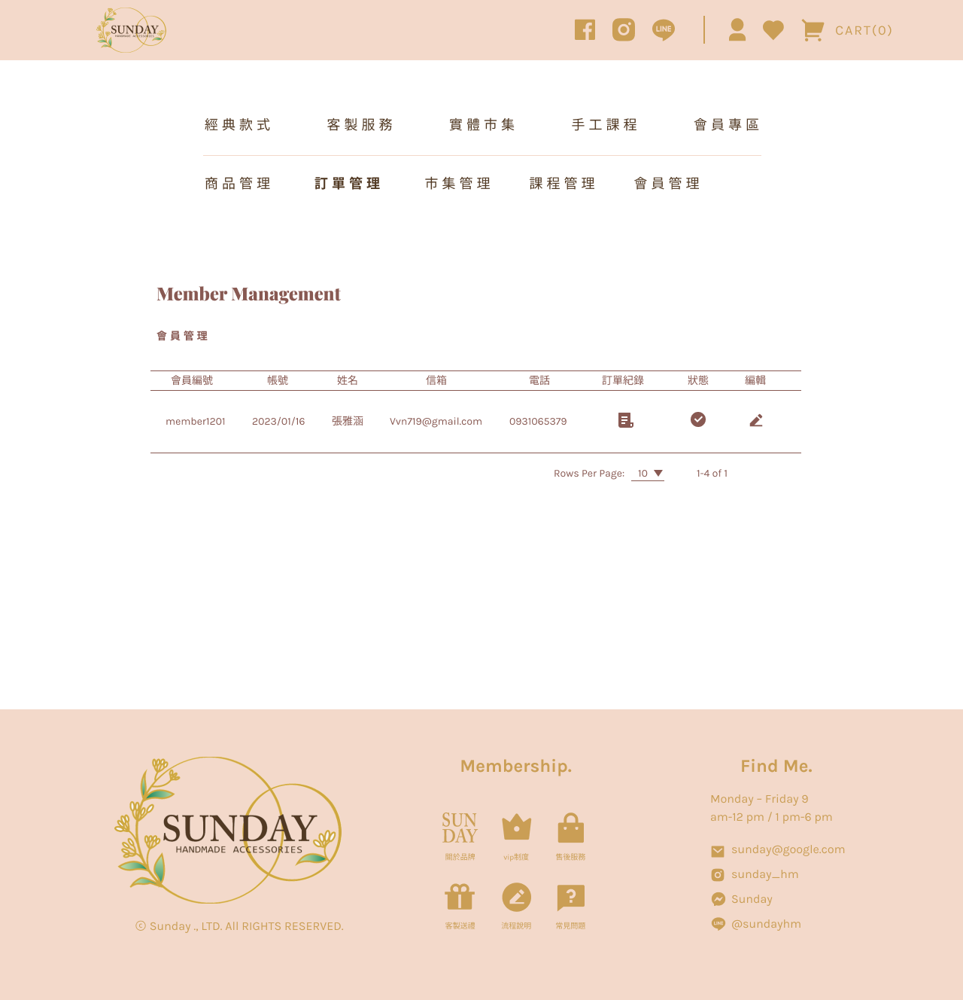 SUNDAY
HANDMADE ACCESSORIES
LINE
CART(0)
經典款式 客製服務 實體市集 手工課程 會員專區
商品管理 訂單管理 市集管理 課程管理 會員管理
Member Management
會員管理
會員編號 帳號 姓名 信箱 電話 訂單紀錄 狀態 編輯
member1201 2023/01/16 張雅涵 Vvn719@gmail.com 0931065379
Rows Per Page: 10 1-4 of 1
SUNDAY
HANDMADE ACCESSORIES
© Sunday ., LTD. All RIGHTS RESERVED.
Membership.
SUN
DAY
關於品牌 vip制度 售後服務
客製送禮 流程說明 常見問題
Find Me.
Monday – Friday 9
am-12 pm / 1 pm-6 pm
sunday@google.com
sunday_hm
Sunday
LINE @sundayhm